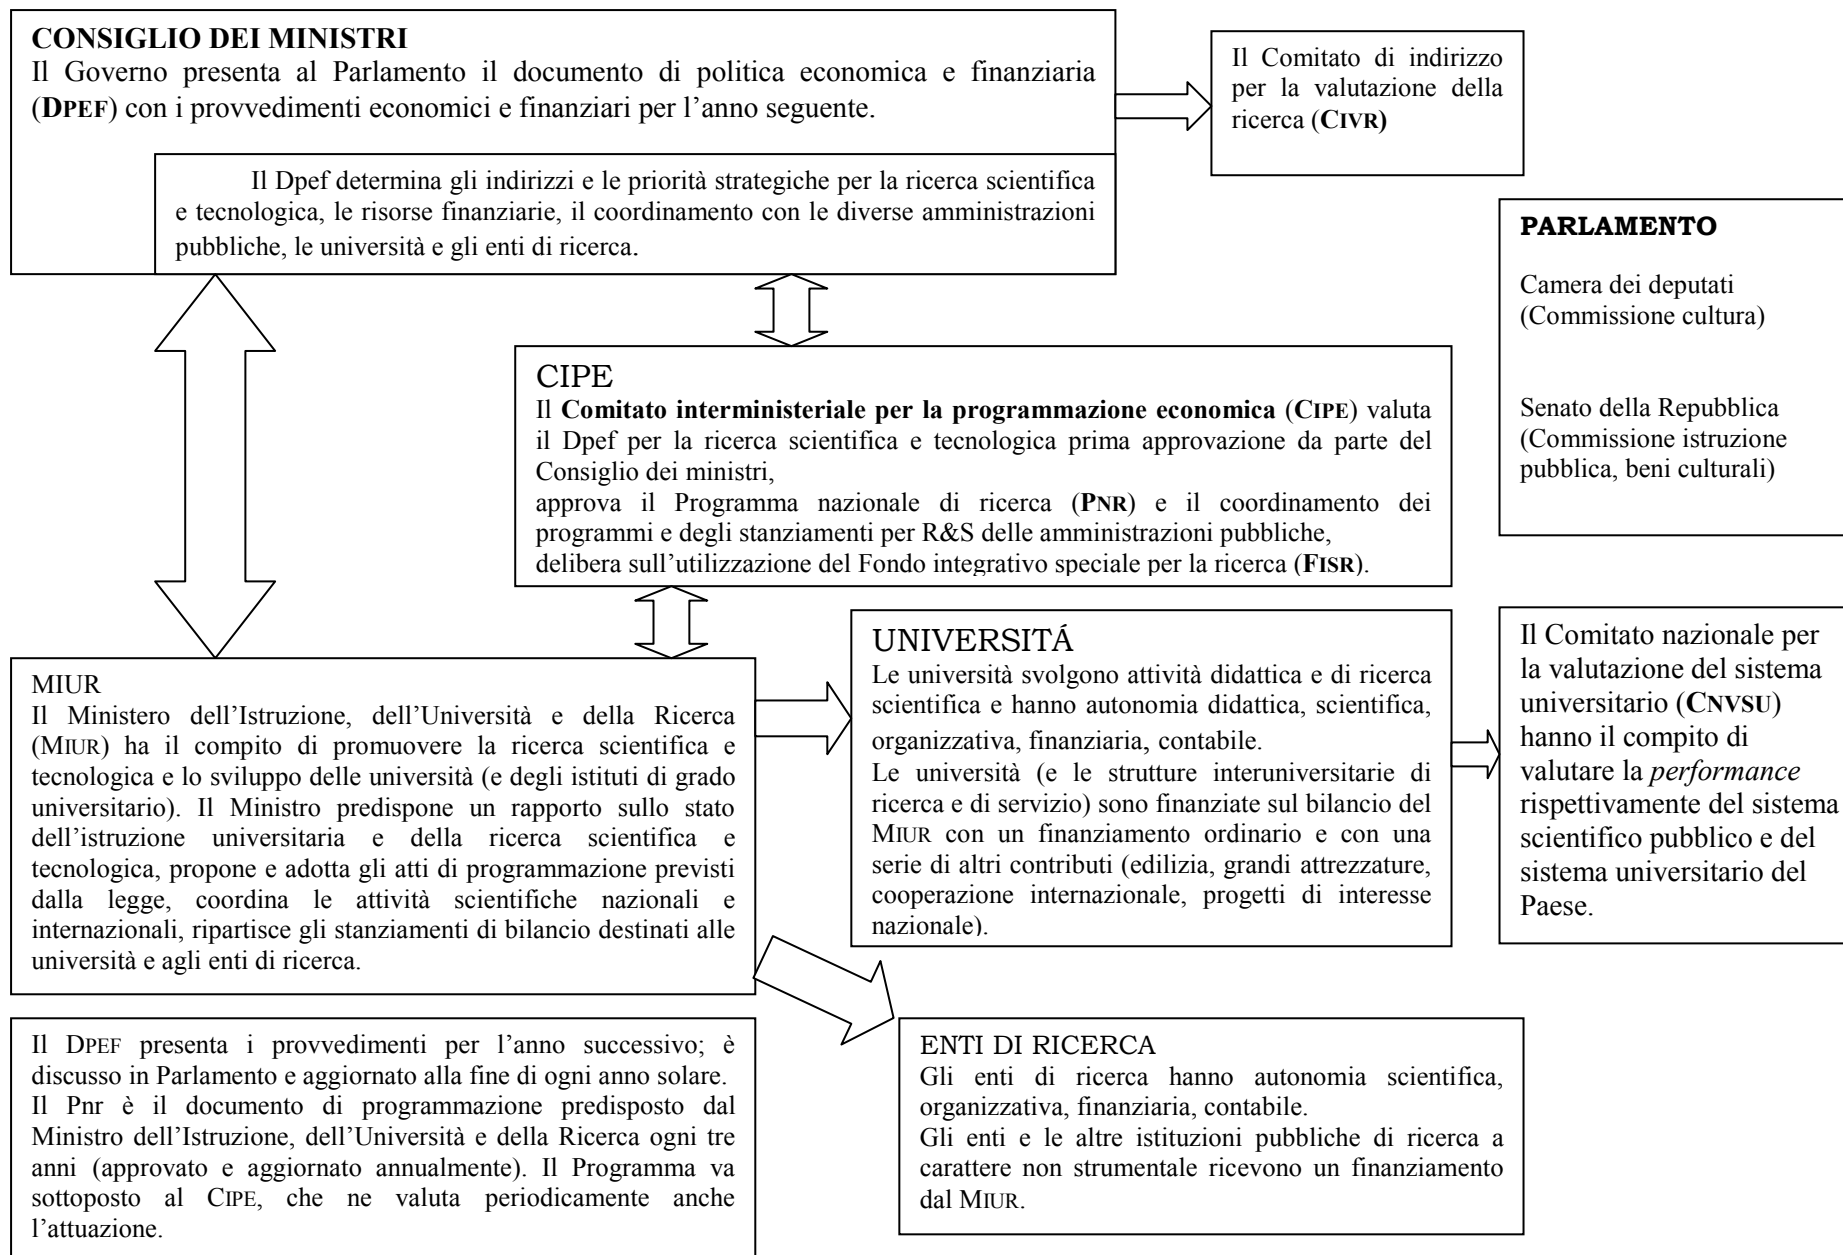 CONSIGLIO DEI MINISTRI
Il Governo presenta al Parlamento il documento di politica economica e finanziaria
(DPEF) con i provvedimenti economici e finanziari per l’anno seguente.
Il Dpef determina gli indirizzi e le priorità strategiche per la ricerca scientifica
e tecnologica, le risorse finanziarie, il coordinamento con le diverse amministrazioni
pubbliche, le università e gli enti di ricerca.
Il Comitato di indirizzo
per la valutazione della
ricerca (CIVR)
PARLAMENTO
Camera dei deputati
(Commissione cultura)
Senato della Repubblica
(Commissione istruzione
pubblica, beni culturali)
CIPE
Il Comitato interministeriale per la programmazione economica (CIPE) valuta
il Dpef per la ricerca scientifica e tecnologica prima approvazione da parte del
Consiglio dei ministri,
approva il Programma nazionale di ricerca (PNR) e il coordinamento dei
programmi e degli stanziamenti per R&S delle amministrazioni pubbliche,
delibera sull’utilizzazione del Fondo integrativo speciale per la ricerca (FISR).
MIUR
Il Ministero dell’Istruzione, dell’Università e della Ricerca
(MIUR) ha il compito di promuovere la ricerca scientifica e
tecnologica e lo sviluppo delle università (e degli istituti di grado
universitario). Il Ministro predispone un rapporto sullo stato
dell’istruzione universitaria e della ricerca scientifica e
tecnologica, propone e adotta gli atti di programmazione previsti
dalla legge, coordina le attività scientifiche nazionali e
internazionali, ripartisce gli stanziamenti di bilancio destinati alle
università e agli enti di ricerca.
UNIVERSITÁ
Le università svolgono attività didattica e di ricerca
scientifica e hanno autonomia didattica, scientifica,
organizzativa, finanziaria, contabile.
Le università (e le strutture interuniversitarie di
ricerca e di servizio) sono finanziate sul bilancio del
MIUR con un finanziamento ordinario e con una
serie di altri contributi (edilizia, grandi attrezzature,
cooperazione internazionale, progetti di interesse
nazionale).
Il Comitato nazionale per
la valutazione del sistema
universitario (CNVSU)
hanno il compito di
valutare la performance
rispettivamente del sistema
scientifico pubblico e del
sistema universitario del
Paese.
Il DPEF presenta i provvedimenti per l’anno successivo; è
discusso in Parlamento e aggiornato alla fine di ogni anno solare.
Il Pnr è il documento di programmazione predisposto dal
Ministro dell’Istruzione, dell’Università e della Ricerca ogni tre
anni (approvato e aggiornato annualmente). Il Programma va
sottoposto al CIPE, che ne valuta periodicamente anche
l’attuazione.
ENTI DI RICERCA
Gli enti di ricerca hanno autonomia scientifica,
organizzativa, finanziaria, contabile.
Gli enti e le altre istituzioni pubbliche di ricerca a
carattere non strumentale ricevono un finanziamento
dal MIUR.